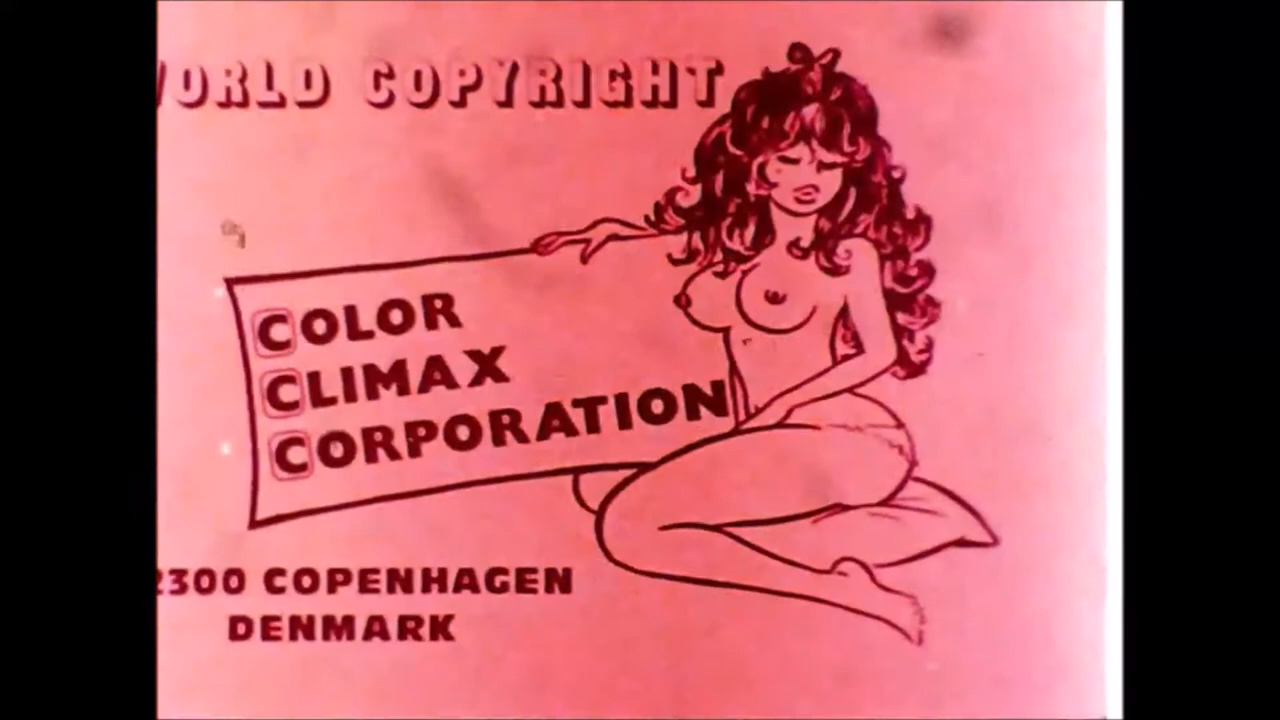 WORLD COPYRIGHT
COLOR
CLIMAX
CORPORATION
2300 COPENHAGEN
DENMARK